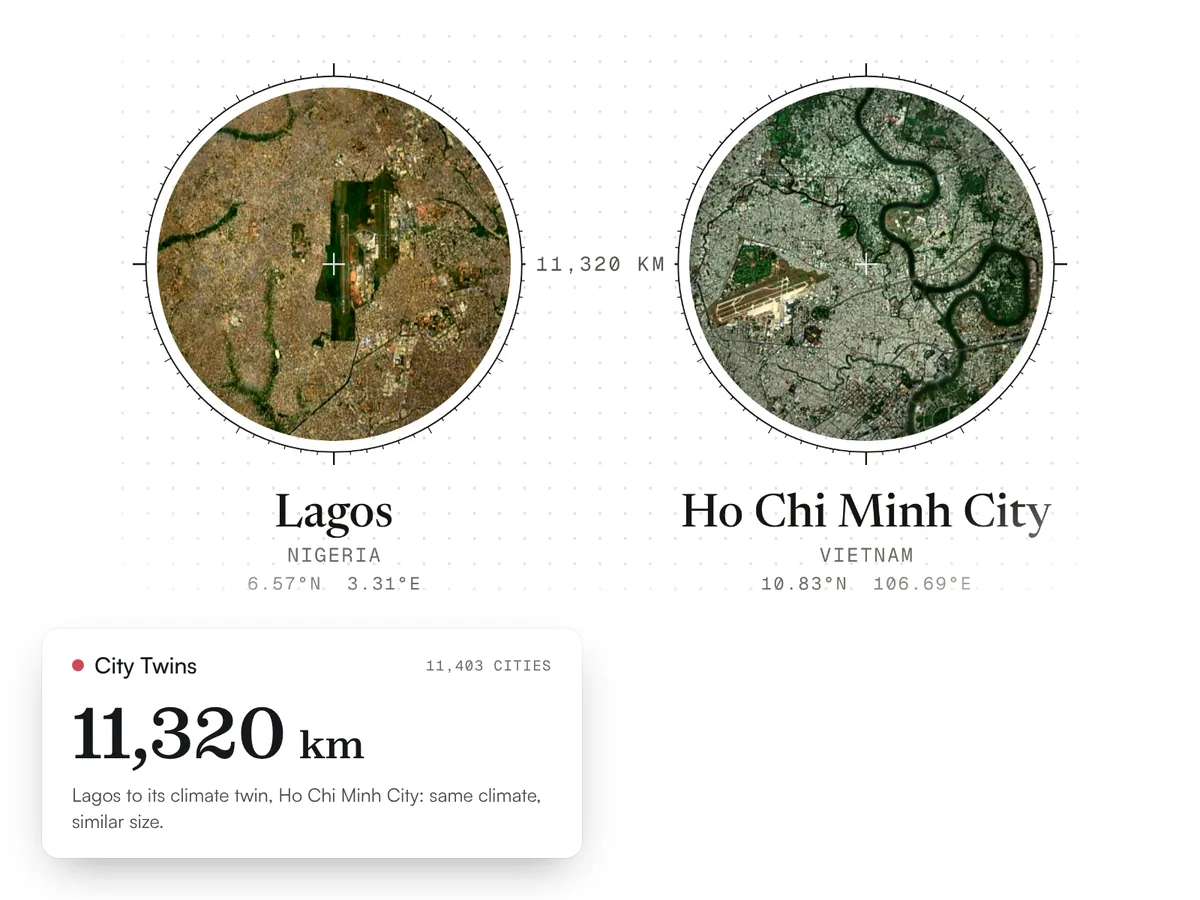 11,320 KM
Lagos
NIGERIA
6.57°N 3.31°E
Ho Chi Minh City
VIETNAM
10.83°N 106.69°E
City Twins
11,403 CITIES
11,320 km
Lagos to its climate twin, Ho Chi Minh City: same climate,
similar size.